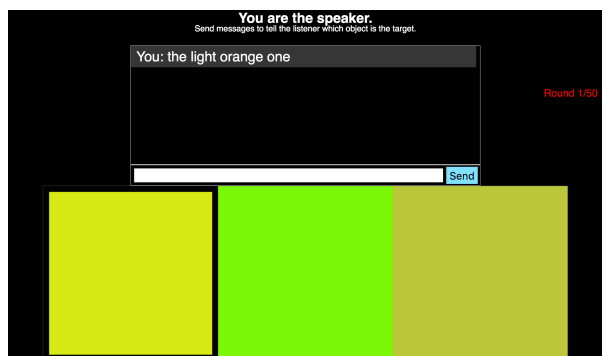 You are the speaker.
Send messages to tell the listener which object is the target.
You: the light orange one
Round 1/50
Send